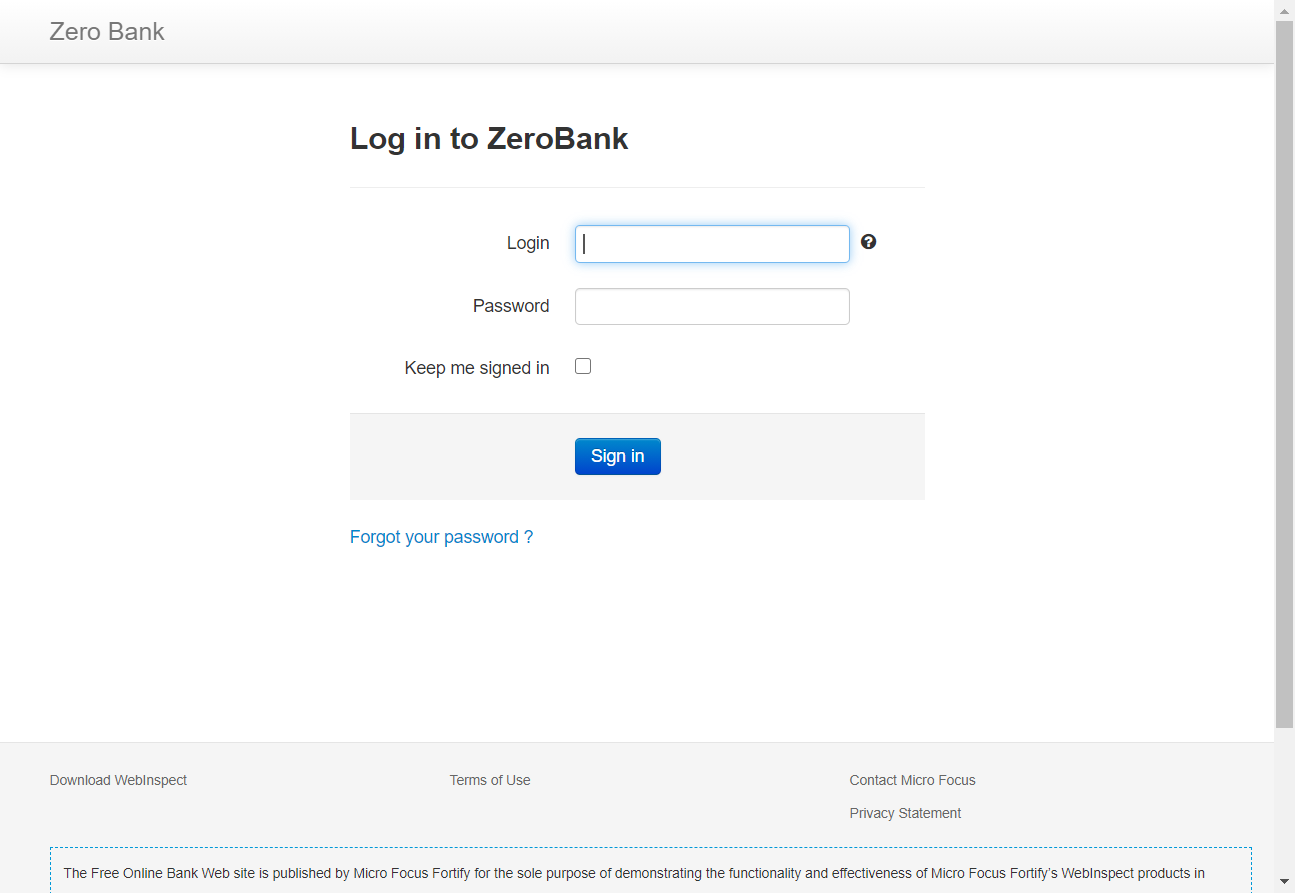 Zero Bank
Log in to ZeroBank
Login
Password
Keep me signed in
Sign in
Forgot your password ?
Download WebInspect
Terms of Use
Contact Micro Focus
Privacy Statement
The Free Online Bank Web site is published by Micro Focus Fortify for the sole purpose of demonstrating the functionality and effectiveness of Micro Focus Fortify's WebInspect products in